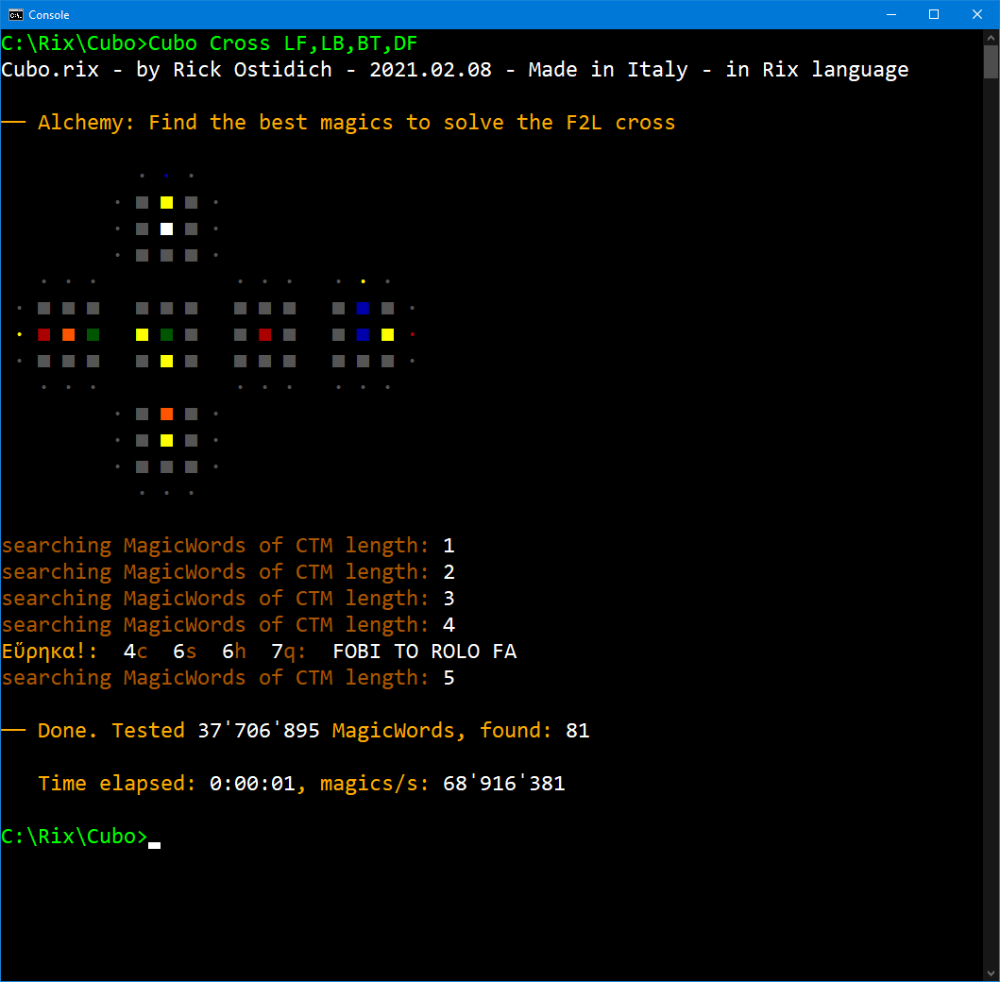 Console
C:\Rix\Cubo>Cubo Cross LF,LB,BT,DF
Cubo.rix - by Rick Ostidich - 2021.02.08 - Made in Italy - in Rix language
── Alchemy: Find the best magics to solve the F2L cross
searching MagicWords of CTM length: 1
searching MagicWords of CTM length: 2
searching MagicWords of CTM length: 3
searching MagicWords of CTM length: 4
Εὕρηκα!: 4c 6s 6h 7q: FOBI TO ROLO FA
searching MagicWords of CTM length: 5
── Done. Tested 37'706'895 MagicWords, found: 81
Time elapsed: 0:00:01, magics/s: 68'916'381
C:\Rix\Cubo>